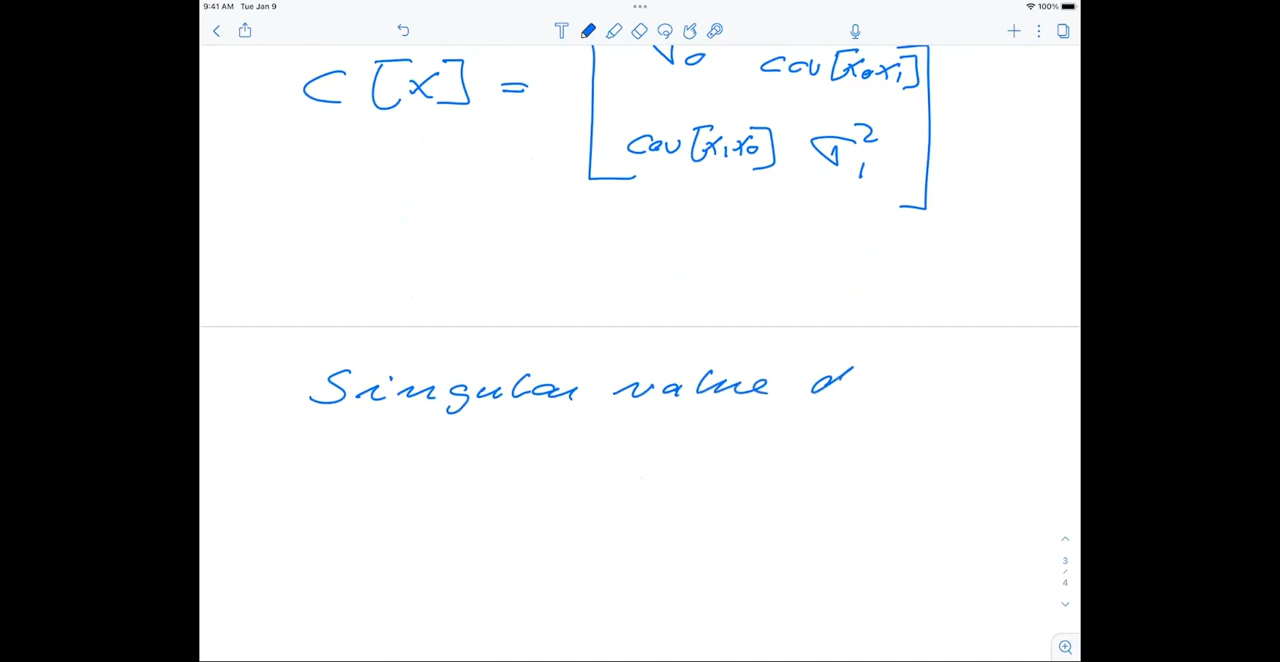 9:41 AM Tue Jan 9
100%
T
C[x] = cov[x₀x₁]
cov[x₁x₀] σ₁²
Singular value d
3
/
4